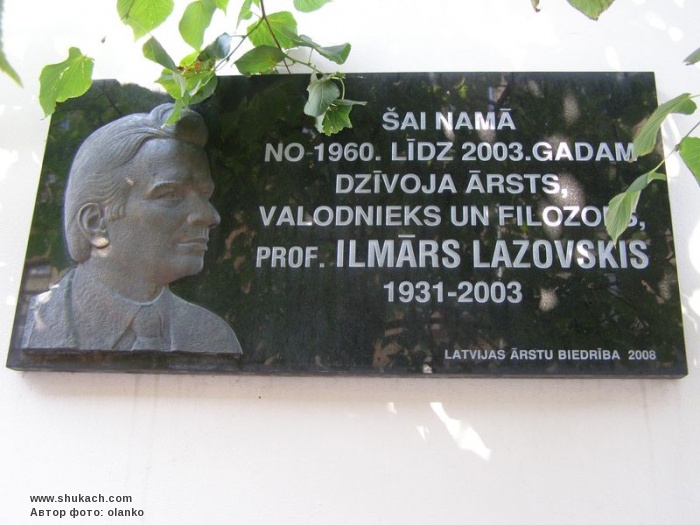 ŠAI NAMĀ
NO 1960. LĪDZ 2003.GADAM
DZĪVOJA ĀRSTS,
VALODNIEKS UN FILOZOFS,
PROF. ILMĀRS LAZOVSKIS
1931-2003
LATVIJAS ĀRSTU BIEDRĪBA 2008
www.shukach.com
Автор фото: olanko